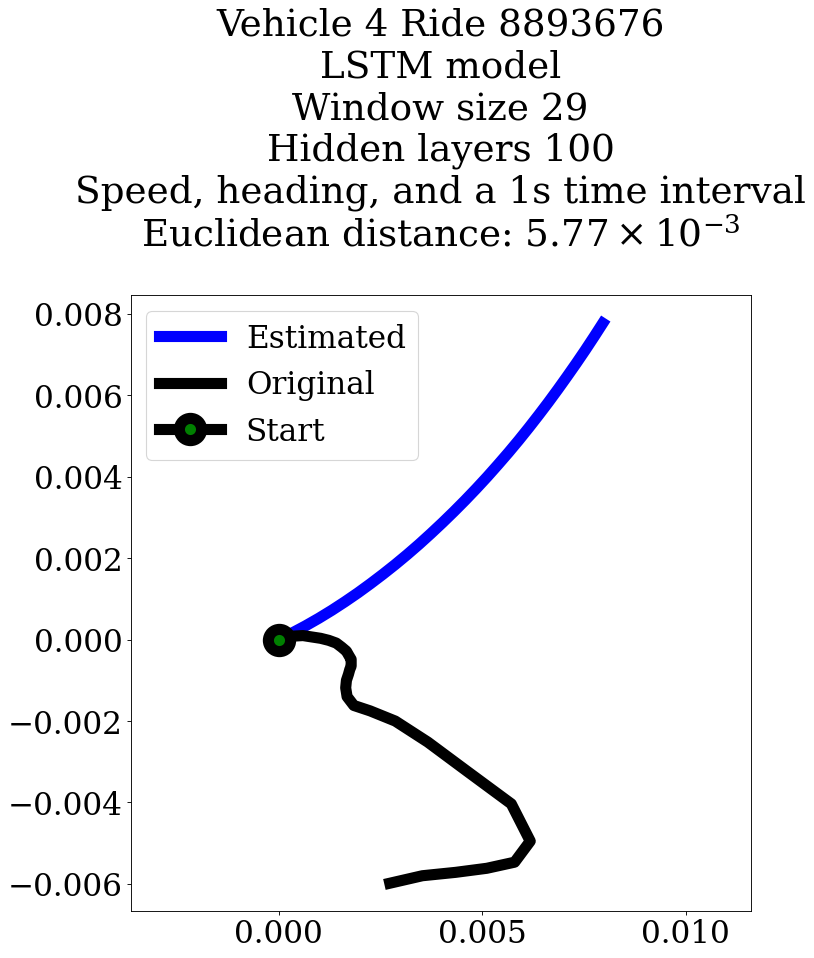 Vehicle 4 Ride 8893676
LSTM model
Window size 29
Hidden layers 100
Speed, heading, and a 1s time interval
Euclidean distance: $5.77 \times 10^{-3}$
0.008
0.006
0.004
0.002
0.000
−0.002
−0.004
−0.006
Estimated
Original
Start
0.000 0.005 0.010